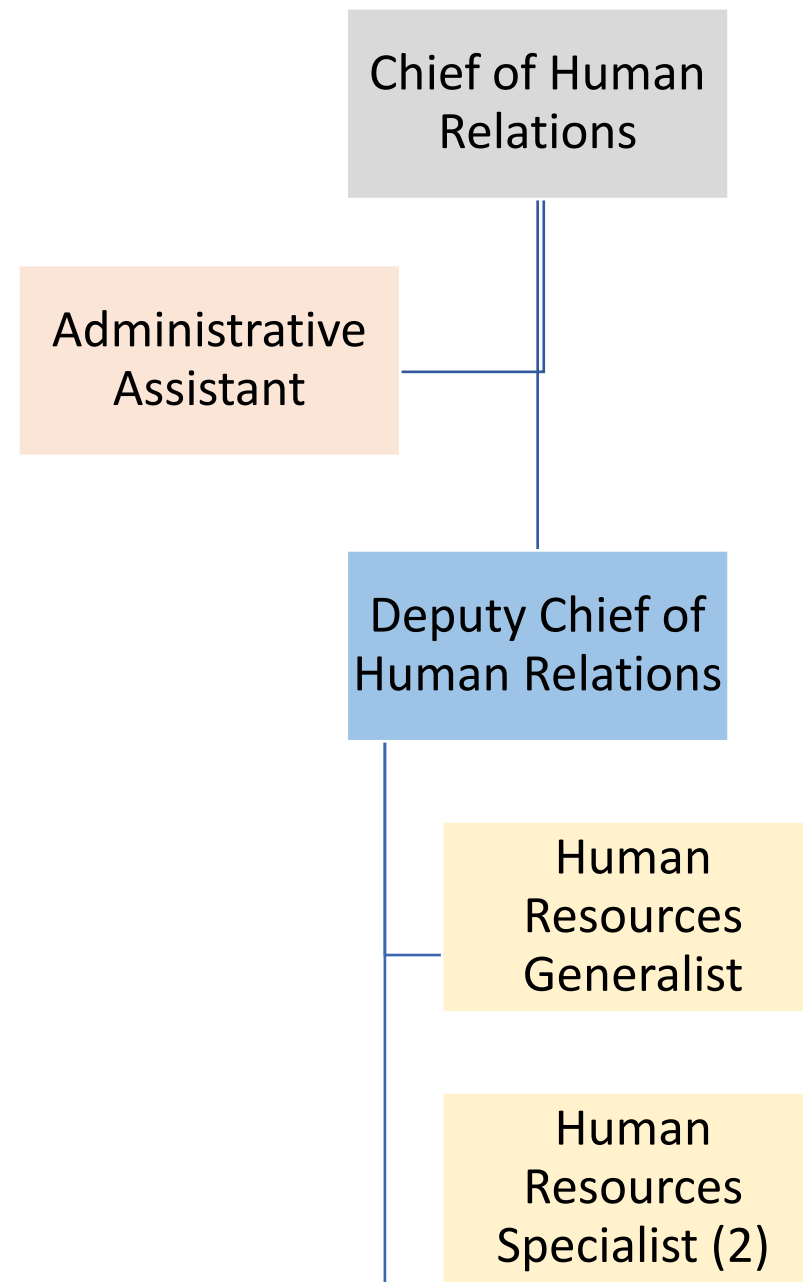 Chief of Human
Relations
Administrative
Assistant
Deputy Chief of
Human Relations
Human
Resources
Generalist
Human
Resources
Specialist (2)